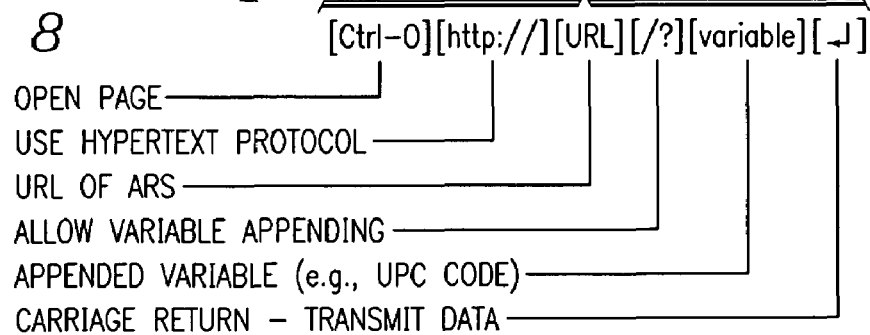 8
[Ctrl-O][http://][URL][/?][variable][↵]
OPEN PAGE
USE HYPERTEXT PROTOCOL
URL OF ARS
ALLOW VARIABLE APPENDING
APPENDED VARIABLE (e.g., UPC CODE)
CARRIAGE RETURN – TRANSMIT DATA